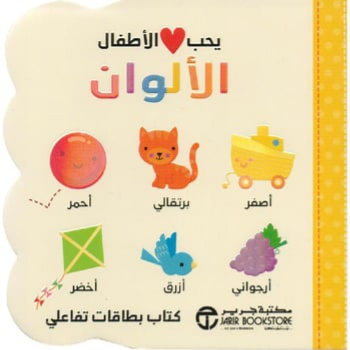 يحب الأطفال
الألوان
أصفر برتقالي أحمر
أرجواني أزرق أخضر
كتاب بطاقات تفاعلي
مكتبة جرير
JARIR BOOKSTORE